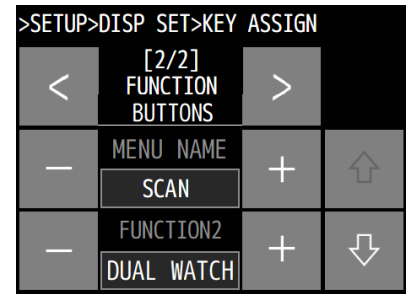 >SETUP>DISP SET>KEY ASSIGN
[2/2]
< FUNCTION >
BUTTONS
MENU NAME
- +
SCAN
FUNCTION2
- +
DUAL WATCH